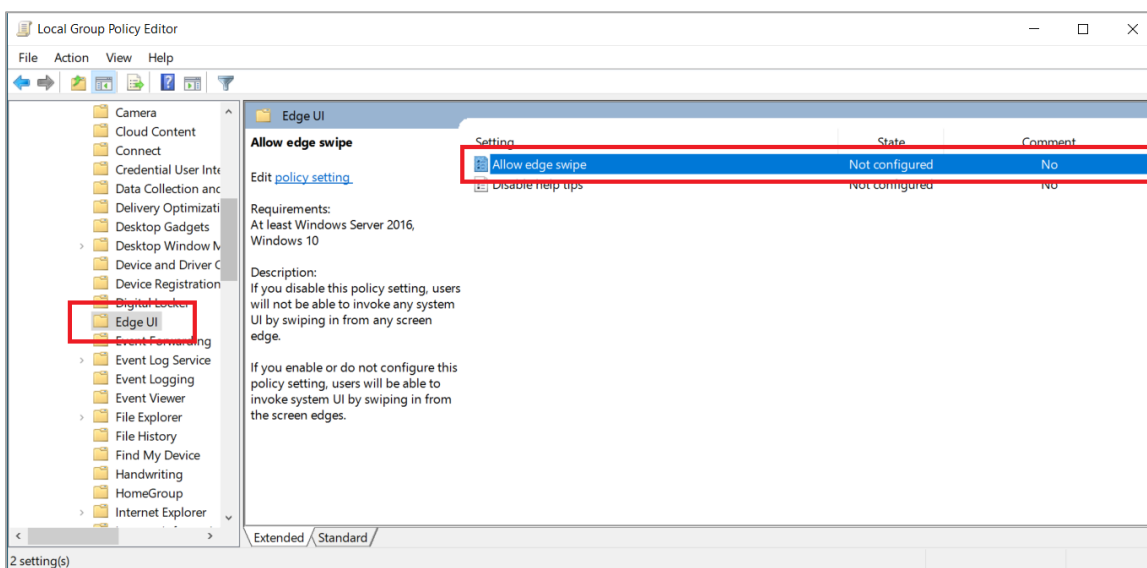 Local Group Policy Editor
File Action View Help
Camera
Cloud Content
Connect
Credential User Inte
Data Collection and
Delivery Optimizati
Desktop Gadgets
Desktop Window M
Device and Driver C
Device Registration
Digital Locker
Edge UI
Event Forwarding
Event Log Service
Event Logging
Event Viewer
File Explorer
File History
Find My Device
Handwriting
HomeGroup
Internet Explorer
Edge UI
Allow edge swipe
Edit policy setting
Requirements:
At least Windows Server 2016,
Windows 10
Description:
If you disable this policy setting, users
will not be able to invoke any system
UI by swiping in from any screen
edge.
If you enable or do not configure this
policy setting, users will be able to
invoke system UI by swiping in from
the screen edges.
Setting State Comment
Allow edge swipe Not configured No
Disable help tips Not configured No
Extended Standard
2 setting(s)